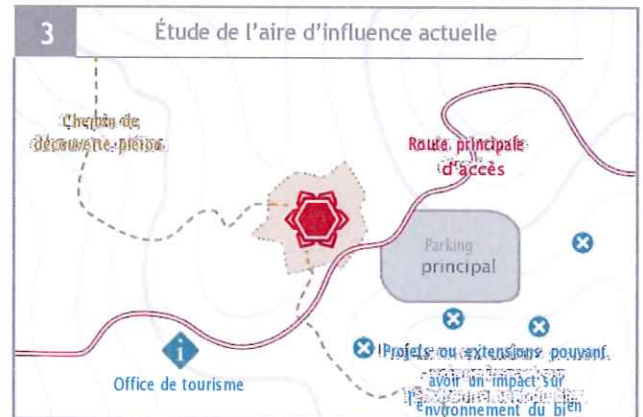 3
Étude de l'aire d'influence actuelle
Chemin de
découverte piéton
Route principale
d'accès
Parking
principal
i
Office de tourisme
Projets ou extensions pouvant
avoir un impact sur
l'environnement du bien